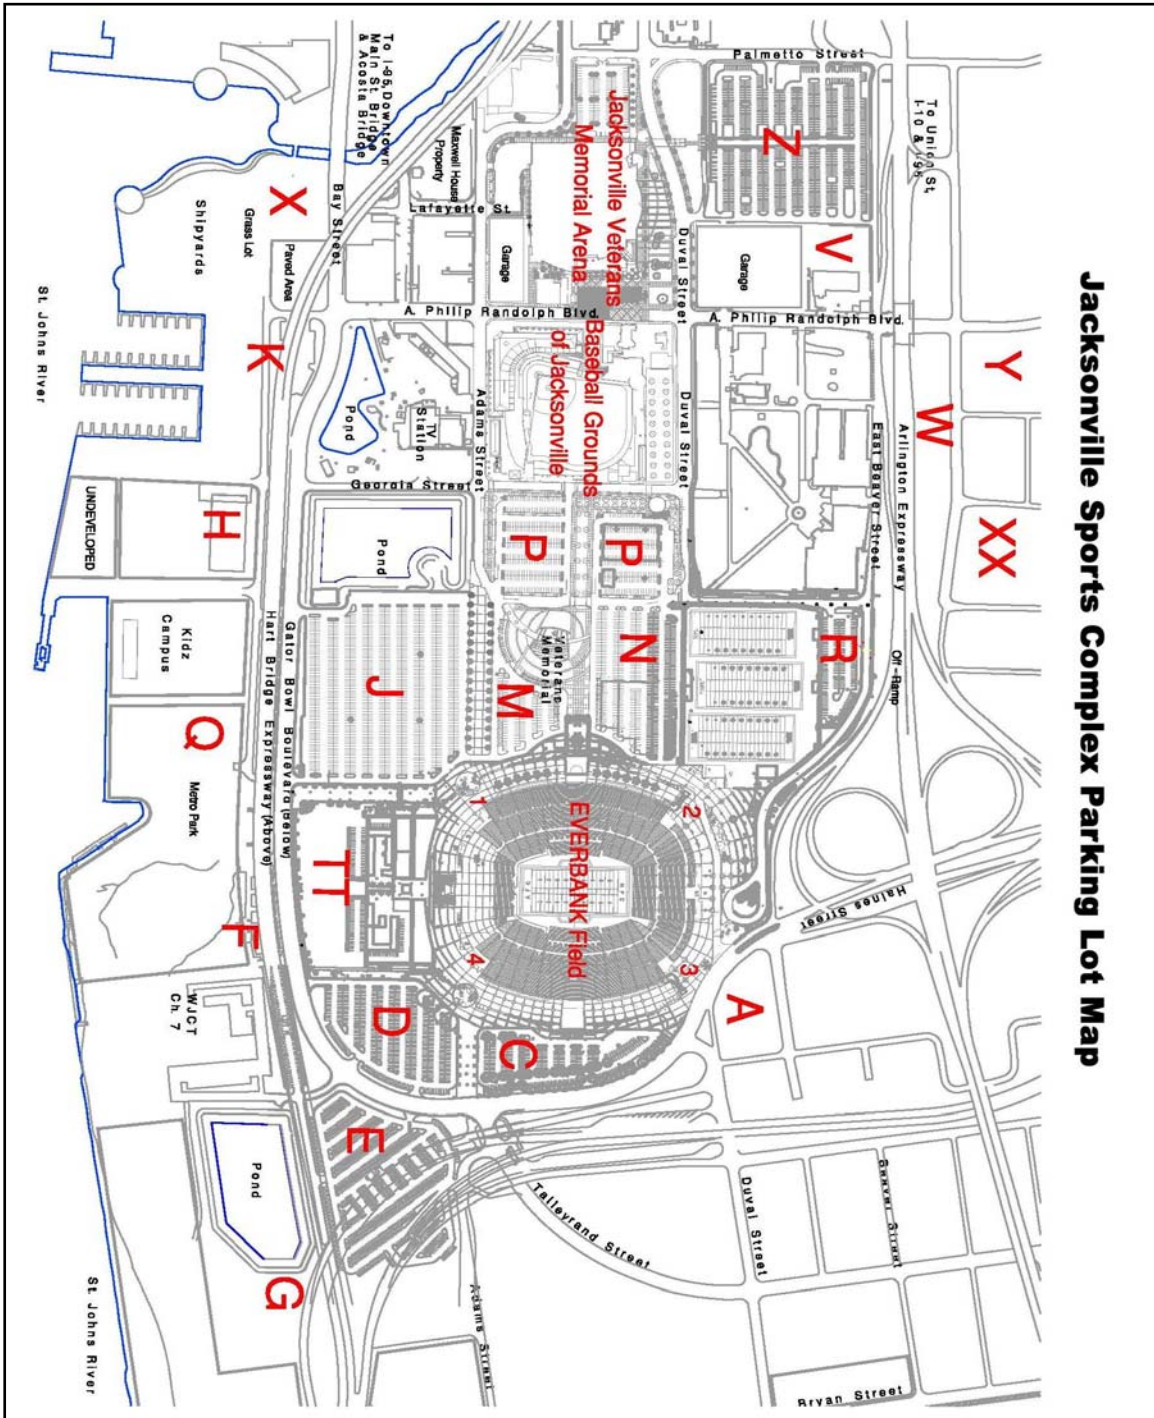 Jacksonville Sports Complex Parking Lot Map
Palmetto Street
To Union St,
I-10 & I-95
Z
V
Y
W
XX
Garage
Duval Street
A. Philip Randolph Blvd.
Arlington Expressway
East Beaver Street
Off-Ramp
R
Haines Street
A
Duval Street
Talleyrand Street
Bryan Street
Adams Street
Jacksonville Veterans
Memorial Arena
Baseball Grounds
of Jacksonville
A. Philip Randolph Blvd.
Duval Street
Adams Street
Georgia Street
P
P
N
M
Veterans
Memorial
EVERBANK Field
1
2
3
4
C
D
E
TT
J
To I-95, Downtown
Main St. Bridge
& Acosta Bridge
Maxwell House
Property
Lafayette St.
Garage
Bay Street
X
Grass Lot
Paved Area
Shipyards
K
Pond
TV
Station
Pond
H
UNDEVELOPED
Kidz
Campus
Gator Bowl Boulevard (Below)
Hart Bridge Expressway (Above)
Q
Metro Park
F
WJCT
Ch. 7
Pond
G
St. Johns River
St. Johns River